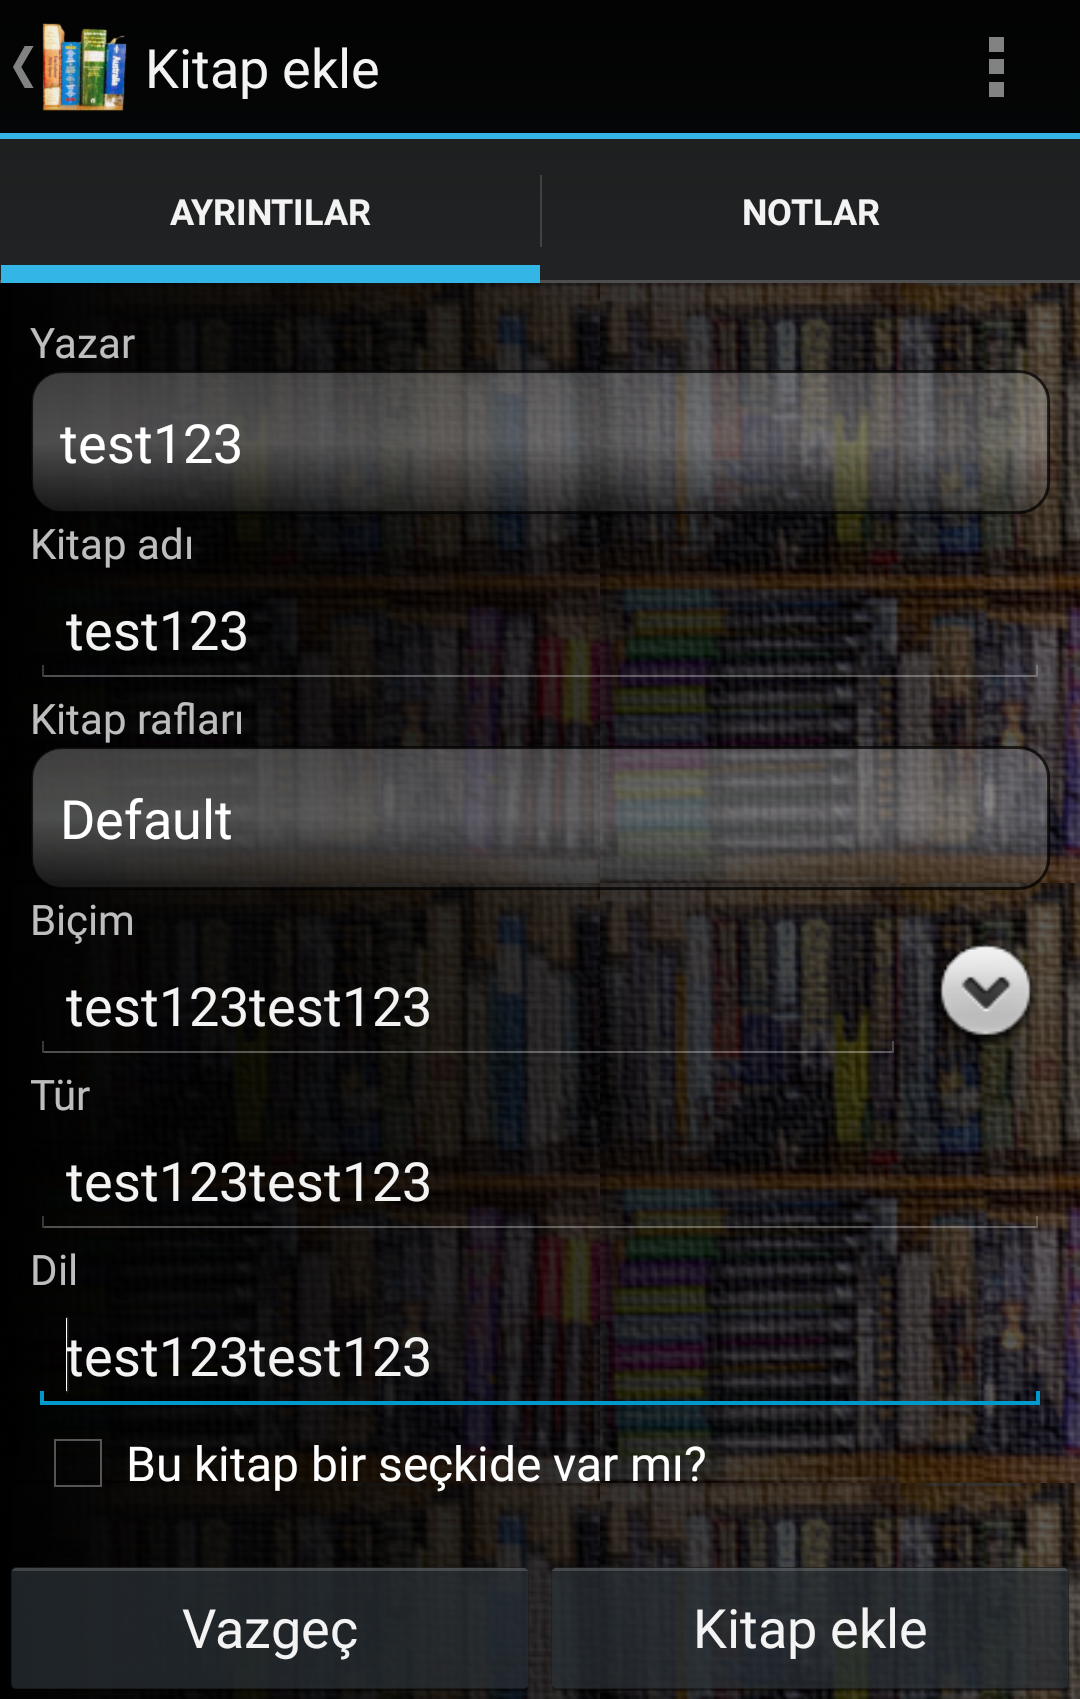 Kitap ekle
AYRINTILAR
NOTLAR
Yazar
test123
Kitap adı
test123
Kitap rafları
Default
Biçim
test123test123
Tür
test123test123
Dil
test123test123
Bu kitap bir seçkide var mı?
Vazgeç
Kitap ekle